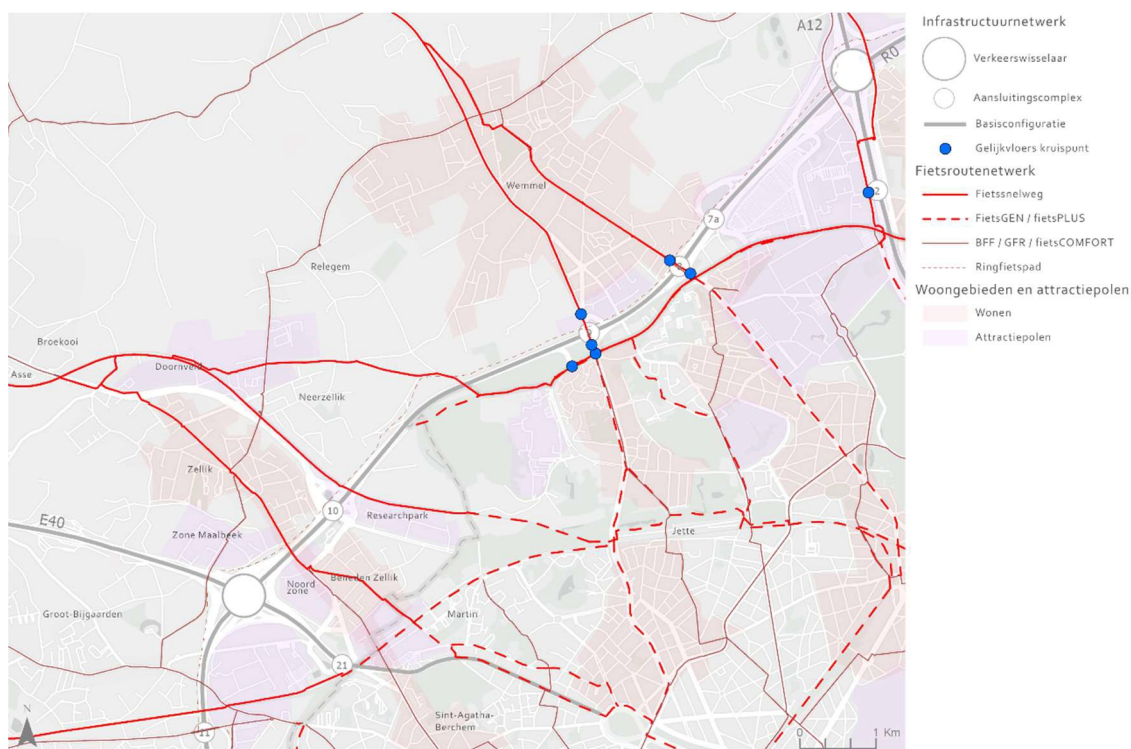 A12
R0
Wemmel
7a
2
Relegem
Broekooi
Asse
Doornveld
Neerzellik
Zellik
10
Researchpark
Jette
E40
Zone Maalbeek
Noord
zone
Beneden Zellik
Groot-Bijgaarden
Martin
21
Sint-Agatha-
Berchem
11
N
0 1 Km
Infrastructuurnetwerk
Verkeerswisselaar
Aansluitingscomplex
Basisconfiguratie
Gelijkvloers kruispunt
Fietsroutenetwerk
Fietssnelweg
FietsGEN / fietsPLUS
BFF / GFR / fietsCOMFORT
Ringfietspad
Woongebieden en attractiepolen
Wonen
Attractiepolen